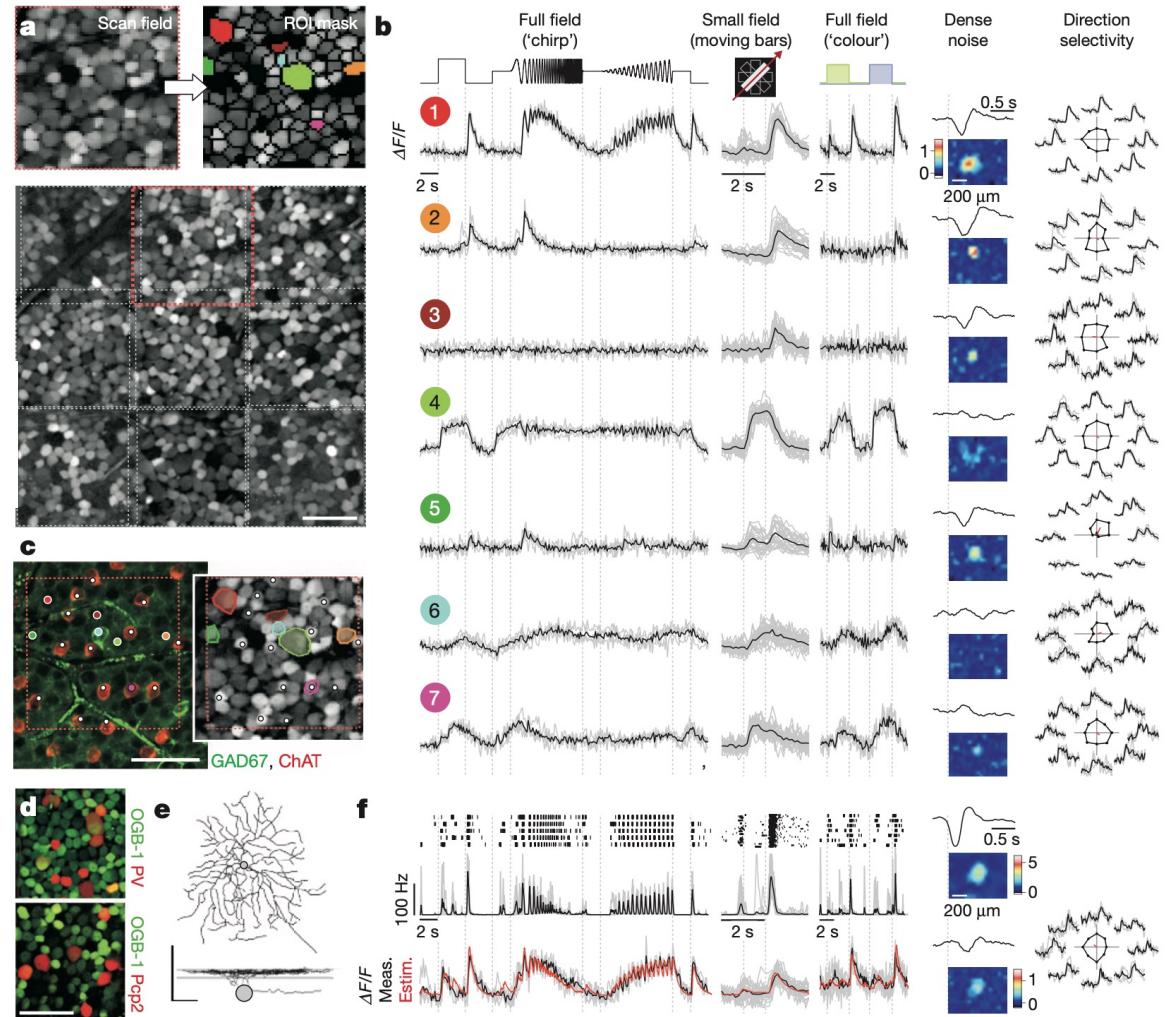 a
Scan field
ROI mask
b
Full field
('chirp')
Small field
(moving bars)
Full field
('colour')
Dense
noise
Direction
selectivity
1
ΔF/F
2 s
2 s
2 s
0.5 s
1
0
200 µm
2
3
4
5
6
7
,
c
GAD67, ChAT
d
OGB-1 PV
OGB-1 Pcp2
e
f
100 Hz
2 s
2 s
2 s
0.5 s
5
0
200 µm
ΔF/F
Meas.
Estim.
1
0